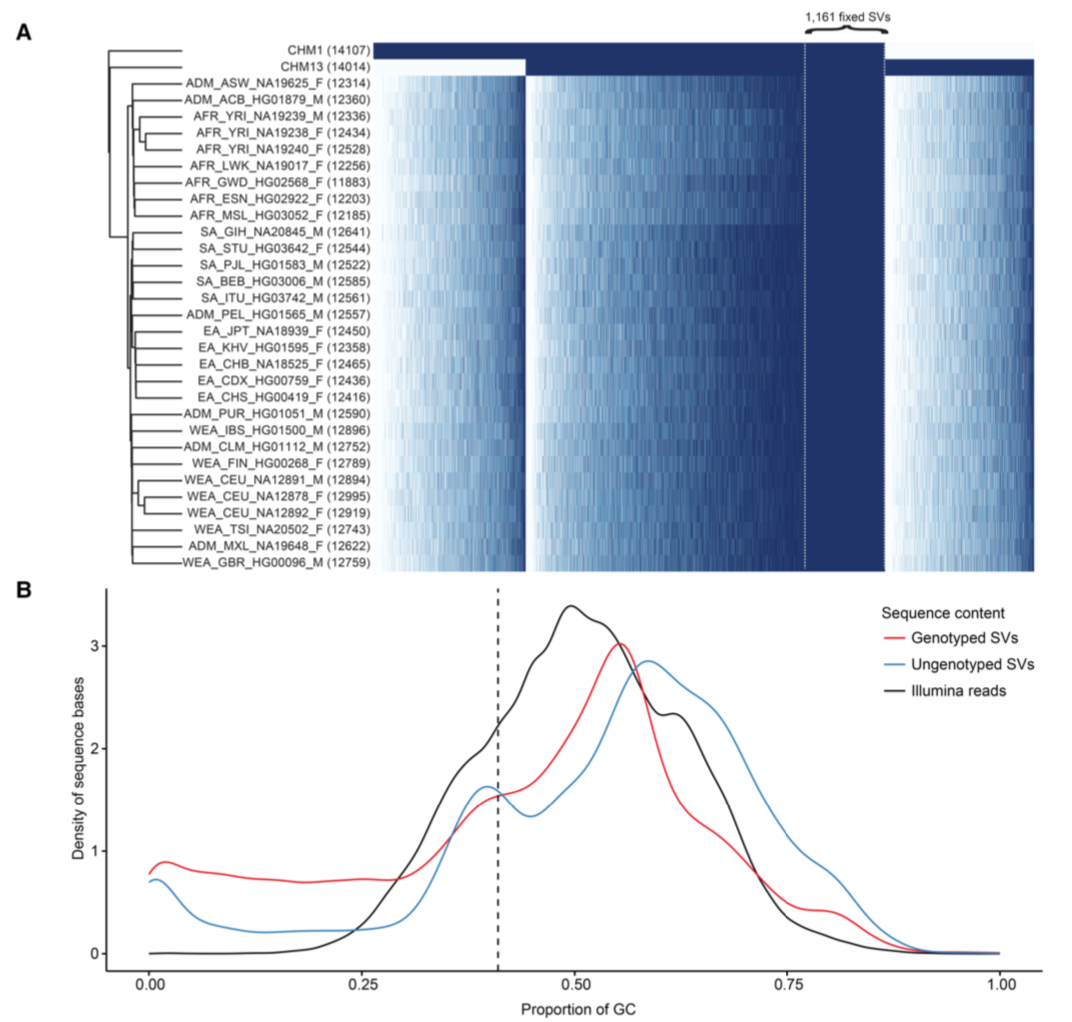 A
1,161 fixed SVs
CHM1 (14107)
CHM13 (14014)
ADM_ASW_NA19625_F (12314)
ADM_ACB_HG01879_M (12360)
AFR_YRI_NA19239_M (12336)
AFR_YRI_NA19238_F (12434)
AFR_YRI_NA19240_F (12528)
AFR_LWK_NA19017_F (12256)
AFR_GWD_HG02568_F (11883)
AFR_ESN_HG02922_F (12203)
AFR_MSL_HG03052_F (12185)
SA_GIH_NA20845_M (12641)
SA_STU_HG03642_F (12544)
SA_PJL_HG01583_M (12522)
SA_BEB_HG03006_M (12585)
SA_ITU_HG03742_M (12561)
ADM_PEL_HG01565_M (12557)
EA_JPT_NA18939_F (12450)
EA_KHV_HG01595_F (12358)
EA_CHB_NA18525_F (12465)
EA_CDX_HG00759_F (12436)
EA_CHS_HG00419_F (12416)
ADM_PUR_HG01051_M (12590)
WEA_IBS_HG01500_M (12896)
ADM_CLM_HG01112_M (12752)
WEA_FIN_HG00268_F (12789)
WEA_CEU_NA12891_M (12894)
WEA_CEU_NA12878_F (12995)
WEA_CEU_NA12892_F (12919)
WEA_TSI_NA20502_F (12743)
ADM_MXL_NA19648_F (12622)
WEA_GBR_HG00096_M (12759)
B
Sequence content
Genotyped SVs
Ungenotyped SVs
Illumina reads
Density of sequence bases
3
2
1
0
0.00 0.25 0.50 0.75 1.00
Proportion of GC